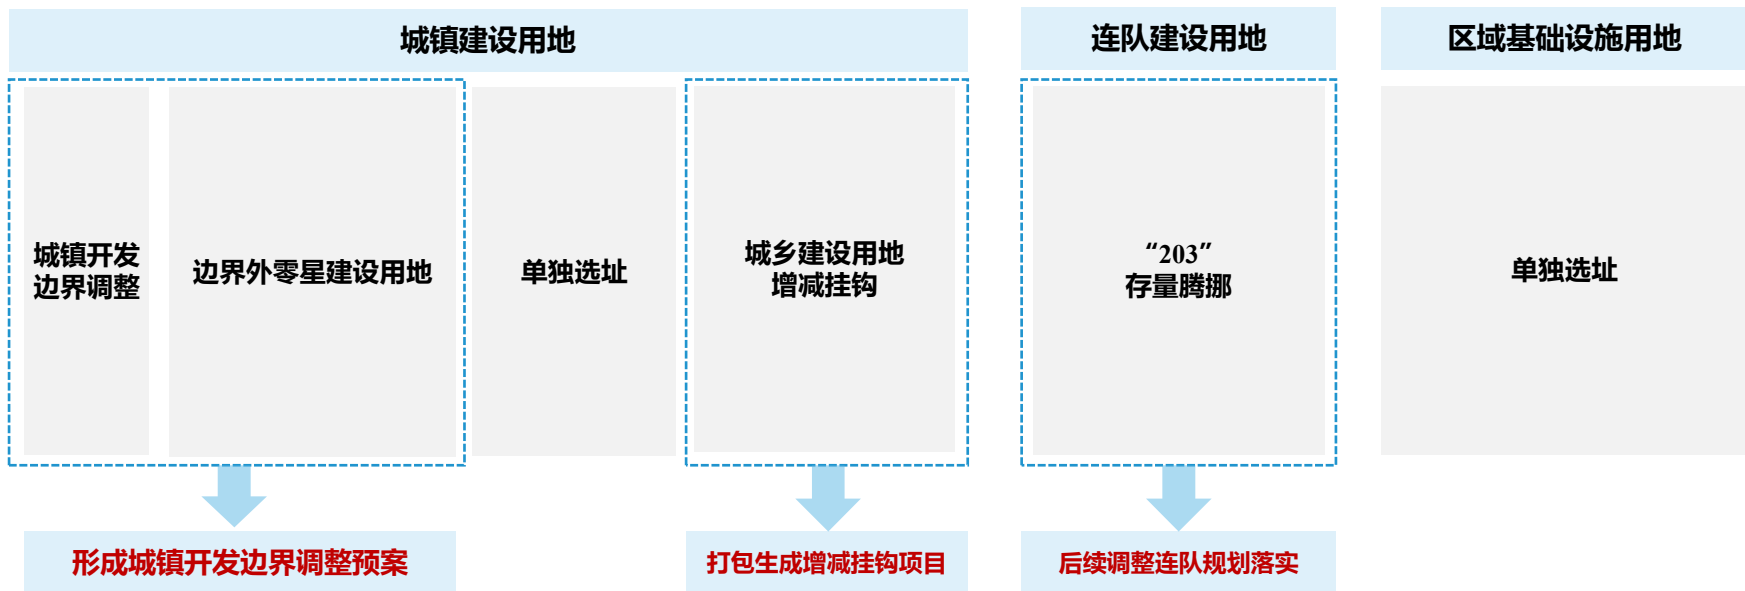 城镇建设用地
连队建设用地
区域基础设施用地
城镇开发
边界调整
边界外零星建设用地
单独选址
城乡建设用地
增减挂钩
“203”
存量腾挪
单独选址
形成城镇开发边界调整预案
打包生成增减挂钩项目
后续调整连队规划落实